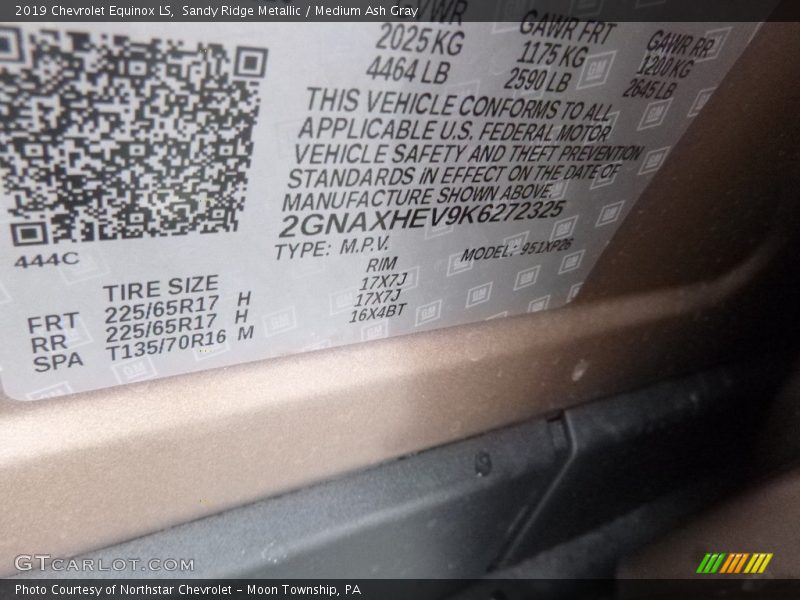 2019 Chevrolet Equinox LS, Sandy Ridge Metallic / Medium Ash Gray
GVWR GAWR FRT GAWR RR
2025 KG 1175 KG 1200 KG
4464 LB 2590 LB 2645 LB
THIS VEHICLE CONFORMS TO ALL
APPLICABLE U.S. FEDERAL MOTOR
VEHICLE SAFETY AND THEFT PREVENTION
STANDARDS IN EFFECT ON THE DATE OF
MANUFACTURE SHOWN ABOVE.
2GNAXHEV9K6272325
TYPE: M.P.V. MODEL: 951XP26
444C
TIRE SIZE RIM
FRT 225/65R17 H 17X7J
RR 225/65R17 H 17X7J
SPA T135/70R16 M 16X4BT
GTCARLOT.COM
Photo Courtesy of Northstar Chevrolet - Moon Township, PA